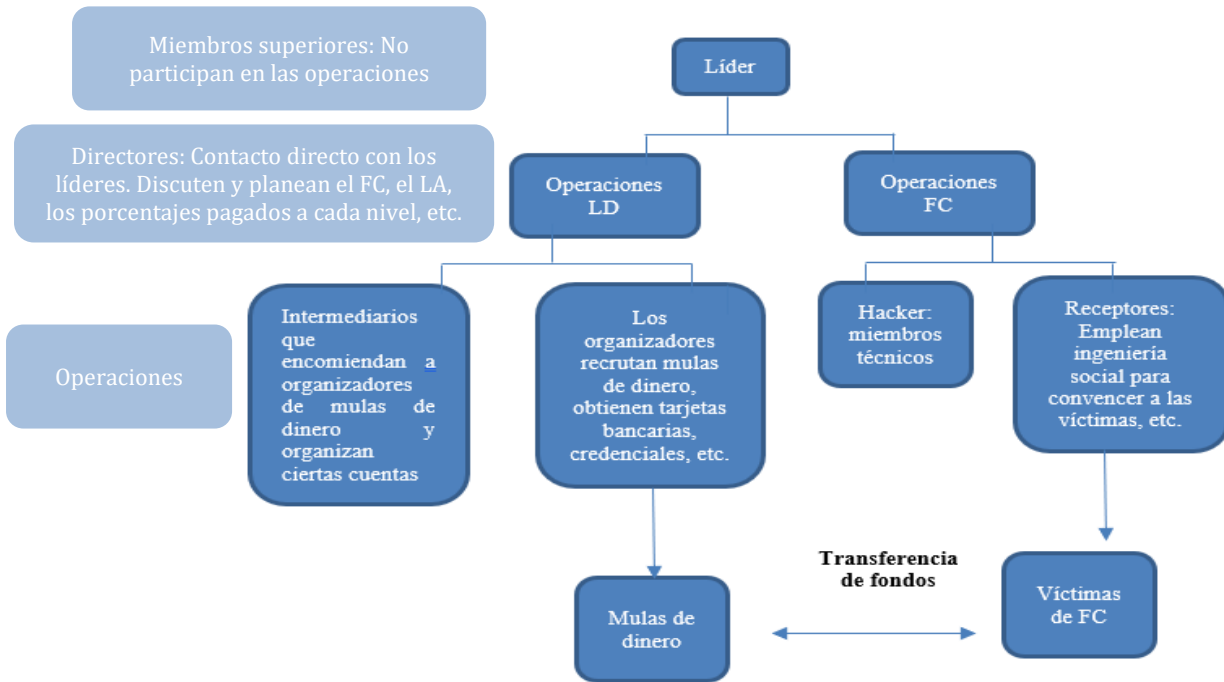 Miembros superiores: No
participan en las operaciones
Líder
Directores: Contacto directo con los
líderes. Discuten y planean el FC, el LA,
los porcentajes pagados a cada nivel, etc.
Operaciones
LD
Operaciones
FC
Operaciones
Intermediarios
que
encomiendan a
organizadores
de mulas de
dinero y
organizan
ciertas cuentas
Los
organizadores
recrutan mulas
de dinero,
obtienen tarjetas
bancarias,
credenciales, etc.
Hacker:
miembros
técnicos
Receptores:
Emplean
ingeniería
social para
convencer a las
víctimas, etc.
Mulas de
dinero
Transferencia
de fondos
Víctimas
de FC